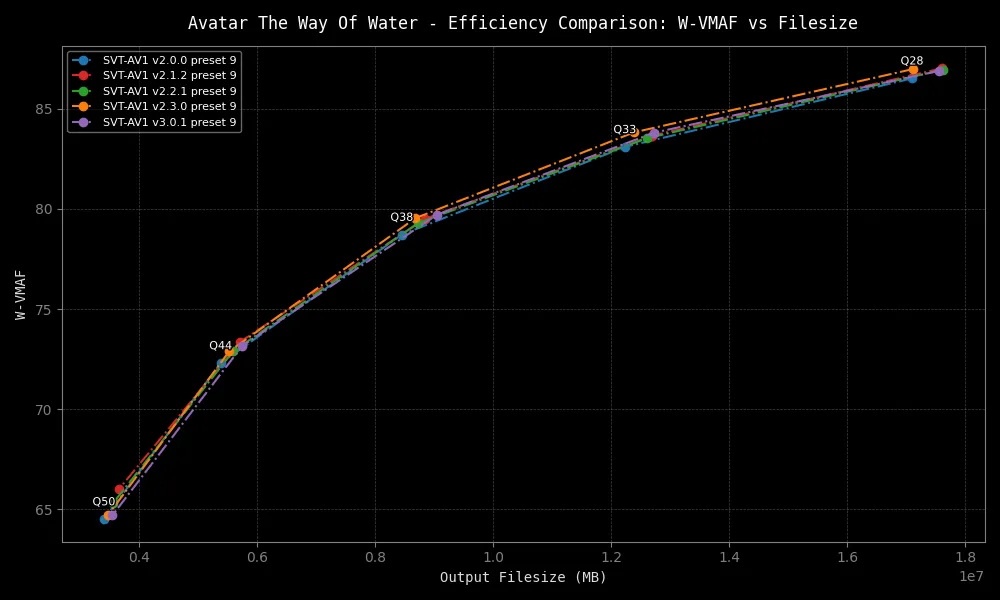 Avatar The Way Of Water - Efficiency Comparison: W-VMAF vs Filesize
SVT-AV1 v2.0.0 preset 9
SVT-AV1 v2.1.2 preset 9
SVT-AV1 v2.2.1 preset 9
SVT-AV1 v2.3.0 preset 9
SVT-AV1 v3.0.1 preset 9
Q28
Q33
Q38
Q44
Q50
85
80
75
70
65
W-VMAF
0.4 0.6 0.8 1.0 1.2 1.4 1.6 1.8
1e7
Output Filesize (MB)